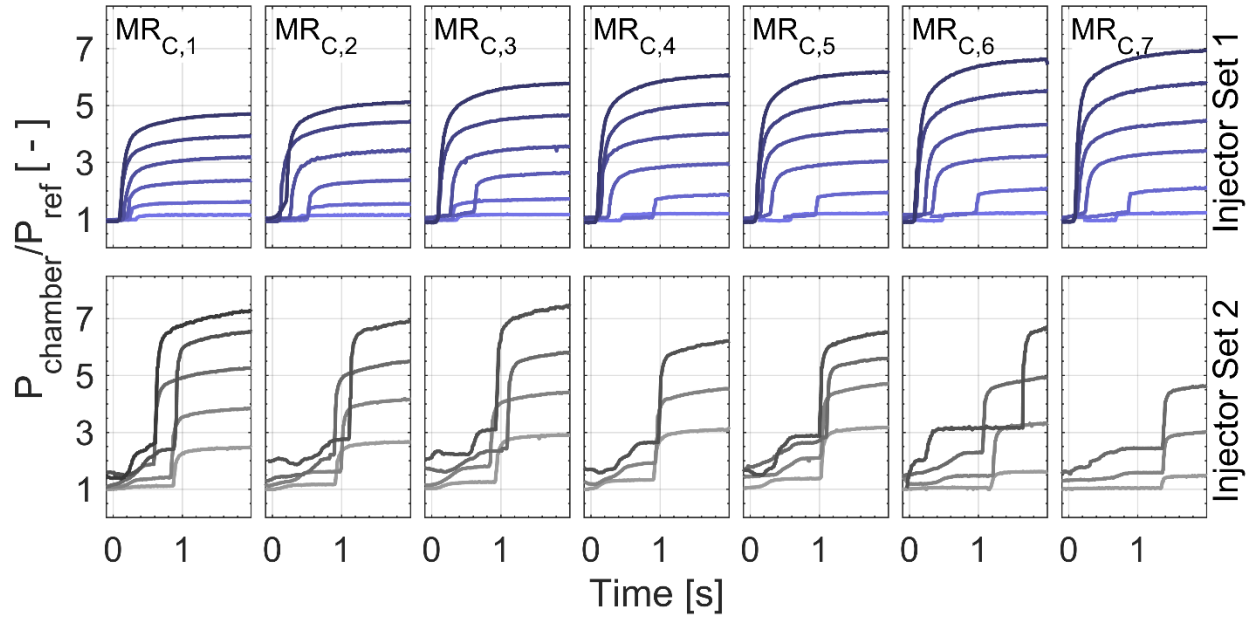 MR_C,1 MR_C,2 MR_C,3 MR_C,4 MR_C,5 MR_C,6 MR_C,7
7
5
3
1
Injector Set 1
P_chamber/P_ref [ - ]
7
5
3
1
Injector Set 2
0 1 0 1 0 1 0 1 0 1 0 1 0 1
Time [s]